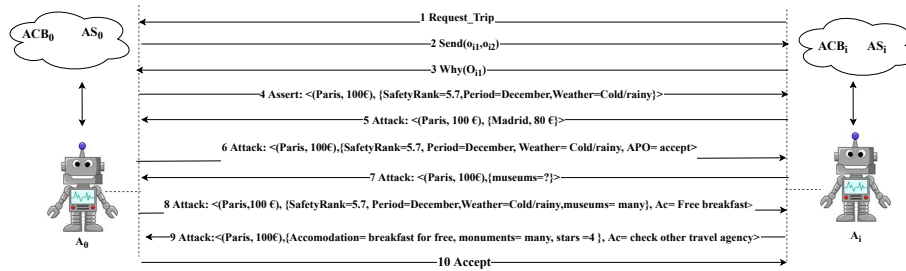 1 Request_Trip
ACB0 AS0
2 Send(oi1,oi2)
ACBi ASi
3 Why(Oi1)
4 Assert: <(Paris, 100€), {SafetyRank=5.7,Period=December,Weather=Cold/rainy}>
5 Attack: <(Paris, 100 €), {Madrid, 80 €}>
6 Attack: <(Paris, 100€),{SafetyRank=5.7, Period=December, Weather= Cold/rainy, APO= accept>
7 Attack: <(Paris, 100€),{museums=?}>
8 Attack: <(Paris,100 €), {SafetyRank=5.7, Period=December,Weather=Cold/rainy,museums= many}, Ac= Free breakfast>
A0
Ai
9 Attack:<(Paris, 100€),{Accomodation= breakfast for free, monuments= many, stars =4 }, Ac= check other travel agency>
10 Accept